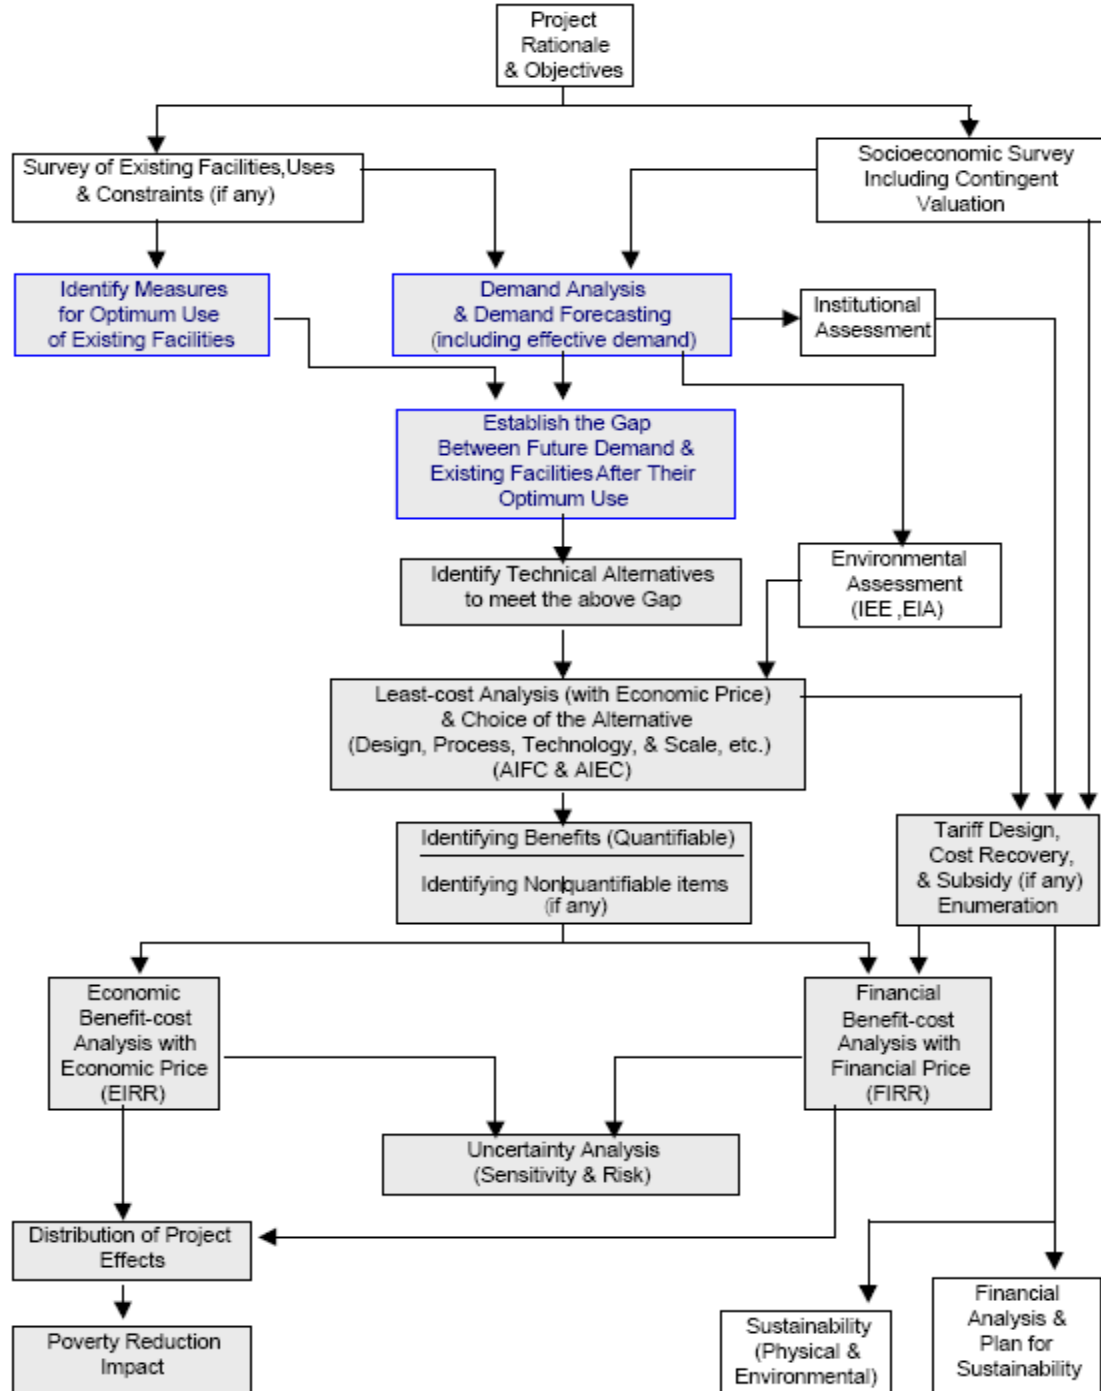 Project
Rationale
& Objectives
Survey of Existing Facilities,Uses
& Constraints (if any)
Socioeconomic Survey
Including Contingent
Valuation
Identify Measures
for Optimum Use
of Existing Facilities
Demand Analysis
& Demand Forecasting
(including effective demand)
Institutional
Assessment
Establish the Gap
Between Future Demand &
Existing Facilities After Their
Optimum Use
Identify Technical Alternatives
to meet the above Gap
Environmental
Assessment
(IEE ,EIA)
Least-cost Analysis (with Economic Price)
& Choice of the Alternative
(Design, Process, Technology, & Scale, etc.)
(AIFC & AIEC)
Identifying Benefits (Quantifiable)
Identifying Nonquantifiable items
(if any)
Tariff Design,
Cost Recovery,
& Subsidy (if any)
Enumeration
Economic
Benefit-cost
Analysis with
Economic Price
(EIRR)
Financial
Benefit-cost
Analysis with
Financial Price
(FIRR)
Uncertainty Analysis
(Sensitivity & Risk)
Distribution of Project
Effects
Poverty Reduction
Impact
Sustainability
(Physical &
Environmental)
Financial
Analysis &
Plan for
Sustainability